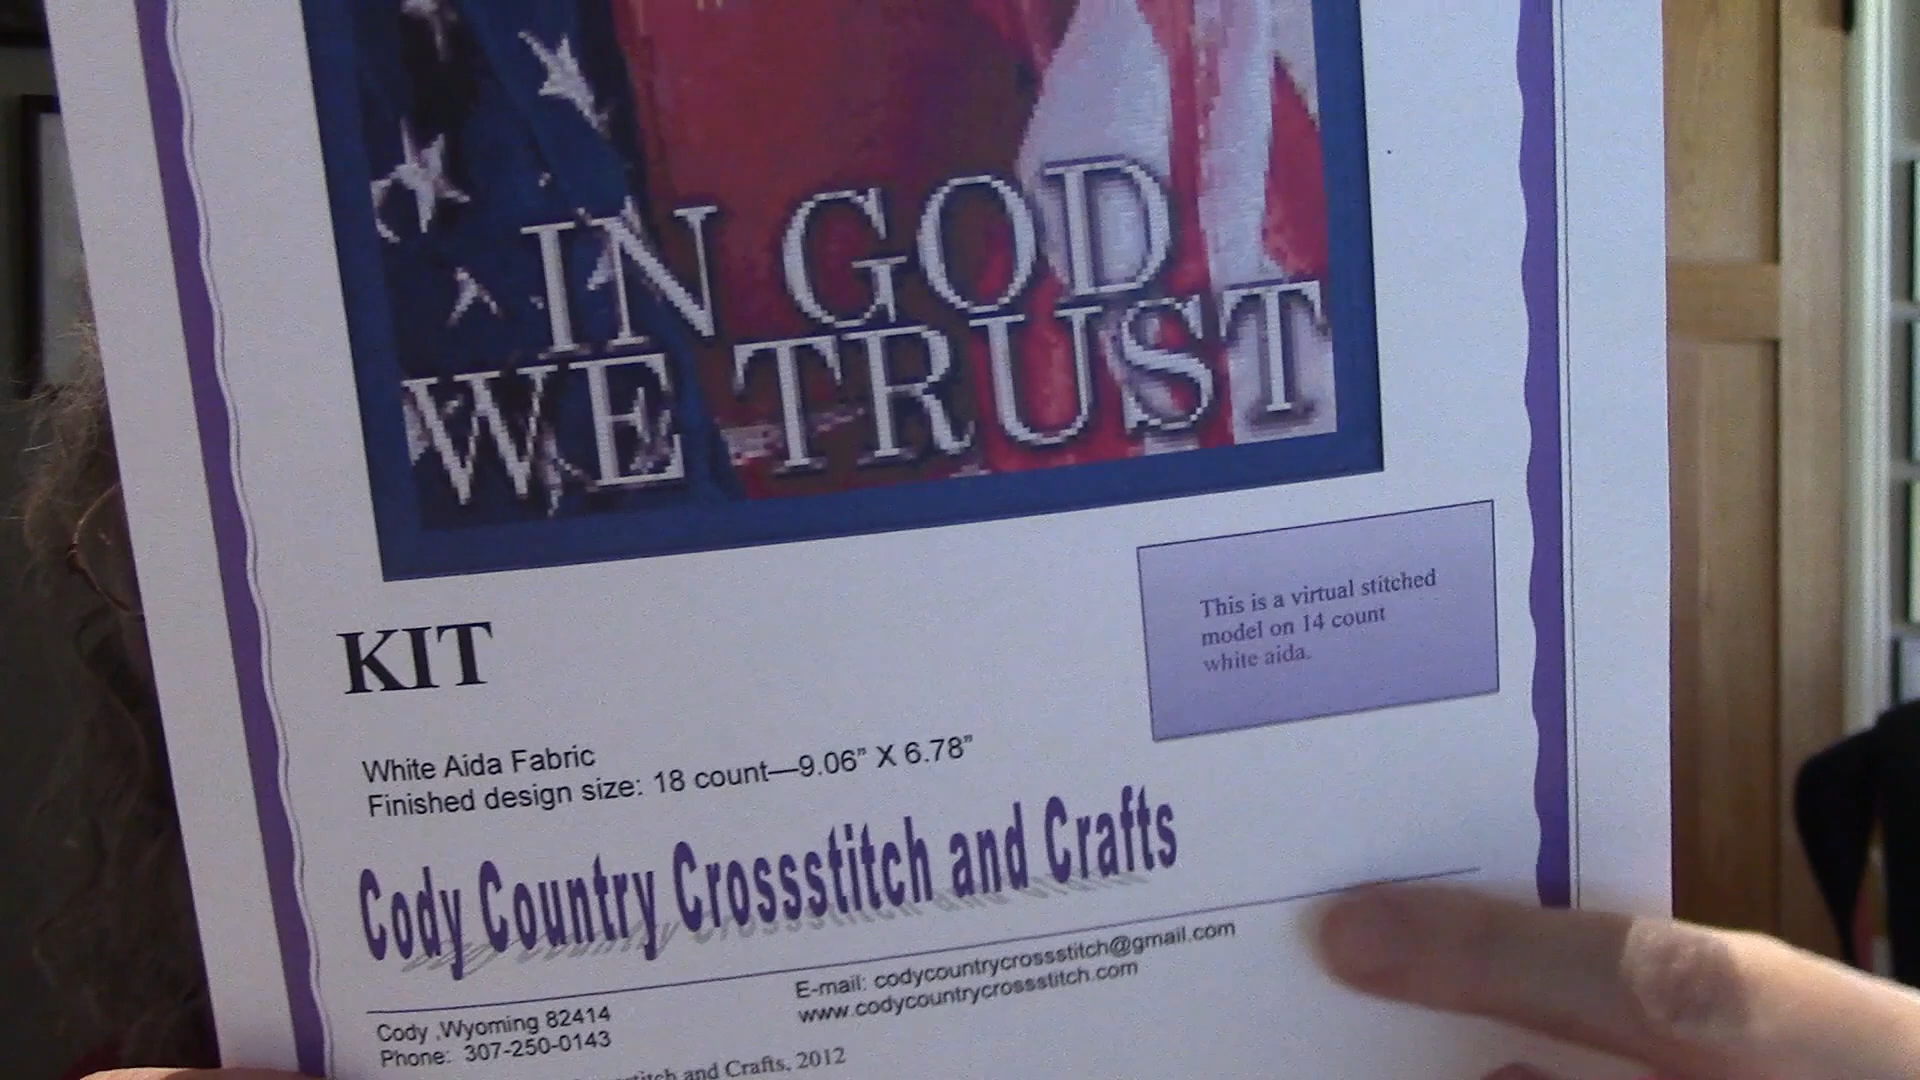 IN GOD
WE TRUST
This is a virtual stitched
model on 14 count
white aida.
KIT
White Aida Fabric
Finished design size: 18 count—9.06” X 6.78”
Cody Country Crossstitch and Crafts
Cody ,Wyoming 82414
Phone: 307-250-0143
E-mail: codycountrycrossstitch@gmail.com
www.codycountrycrossstitch.com
and Crafts, 2012